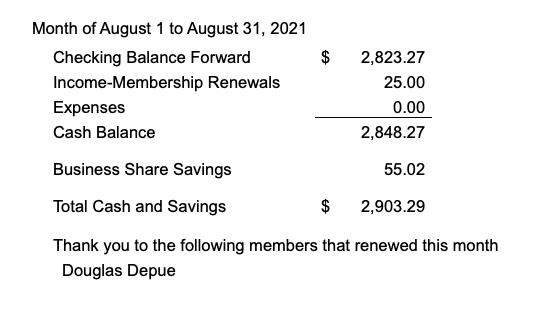 Month of August 1 to August 31, 2021
Checking Balance Forward $ 2,823.27
Income-Membership Renewals 25.00
Expenses 0.00
Cash Balance 2,848.27
Business Share Savings 55.02
Total Cash and Savings $ 2,903.29
Thank you to the following members that renewed this month
Douglas Depue